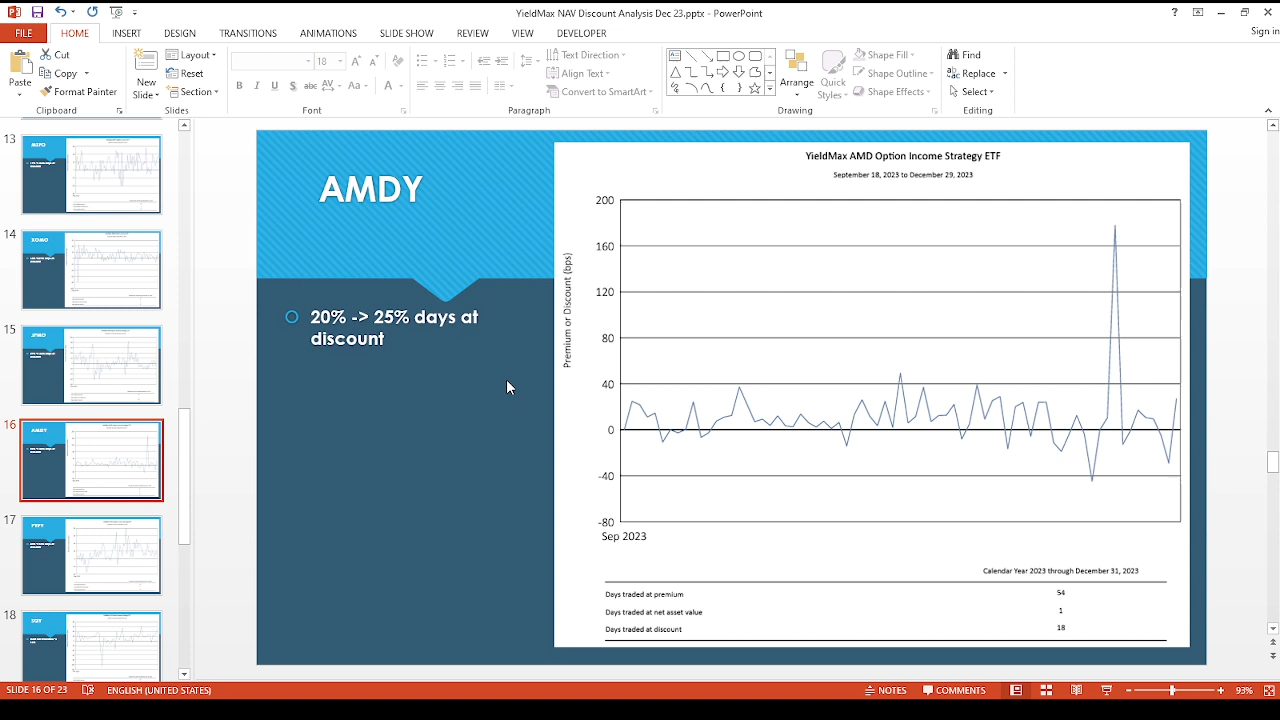 YieldMax NAV Discount Analysis Dec 23.pptx - PowerPoint
FILE HOME INSERT DESIGN TRANSITIONS ANIMATIONS SLIDE SHOW REVIEW VIEW DEVELOPER Sign in
Paste
Cut
Copy
Format Painter
Clipboard
New
Slide
Layout
Reset
Section
Slides
18
B I U S abc AV Aa A
Font
Text Direction
Align Text
Convert to SmartArt
Paragraph
Arrange
Quick
Styles
Shape Fill
Shape Outline
Shape Effects
Drawing
Find
Replace
Select
Editing
13
14
15
16
AMDY
17
18
AMDY
20% -> 25% days at
discount
YieldMax AMD Option Income Strategy ETF
September 18, 2023 to December 29, 2023
Premium or Discount (bps)
200
160
120
80
40
0
-40
-80
Sep 2023
Calendar Year 2023 through December 31, 2023
Days traded at premium 54
Days traded at net asset value 1
Days traded at discount 18
SLIDE 16 OF 23 ENGLISH (UNITED STATES) NOTES COMMENTS 93%